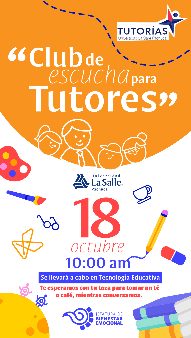 TUTORÍAS
“Club de
escucha para
Tutores”
La Salle
18
octubre
10:00 am
Se llevará a cabo en Tecnología Educativa
Te esperamos con tu taza para tomar un té
o café, mientras conversamos.
BIENESTAR
EMOCIONAL